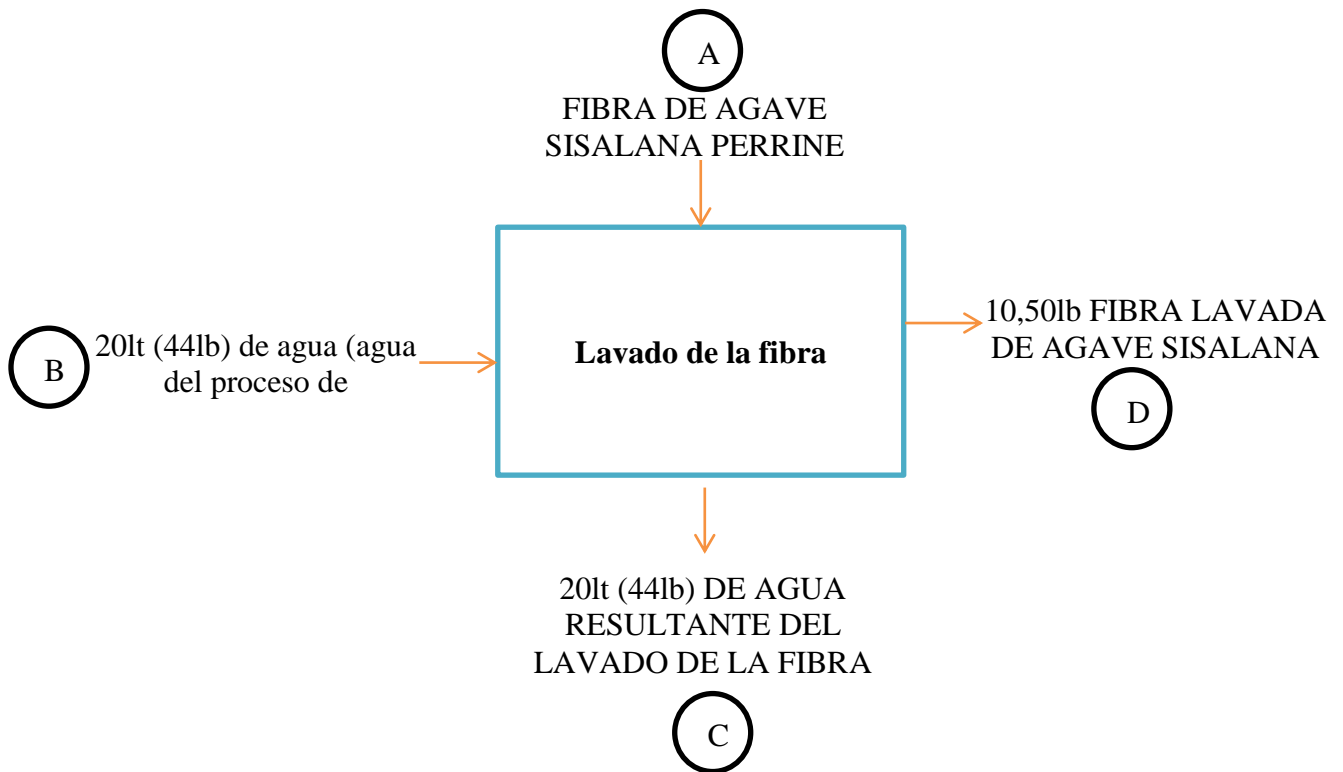 A
FIBRA DE AGAVE
SISALANA PERRINE
B
20lt (44lb) de agua (agua
del proceso de
Lavado de la fibra
10,50lb FIBRA LAVADA
DE AGAVE SISALANA
D
20lt (44lb) DE AGUA
RESULTANTE DEL
LAVADO DE LA FIBRA
C